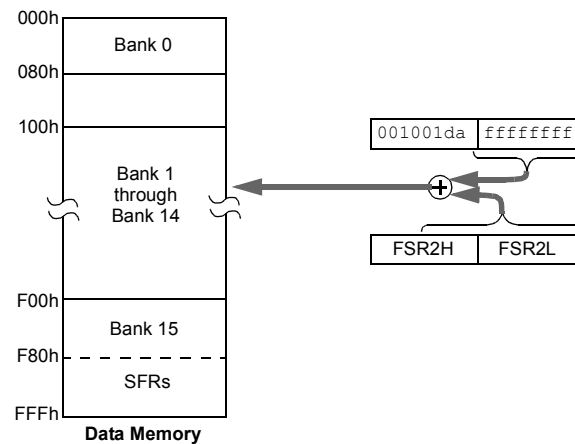 000h
Bank 0
080h
100h
001001da ffffffff
Bank 1
through
Bank 14
FSR2H FSR2L
F00h
Bank 15
F80h
SFRs
FFFh
Data Memory